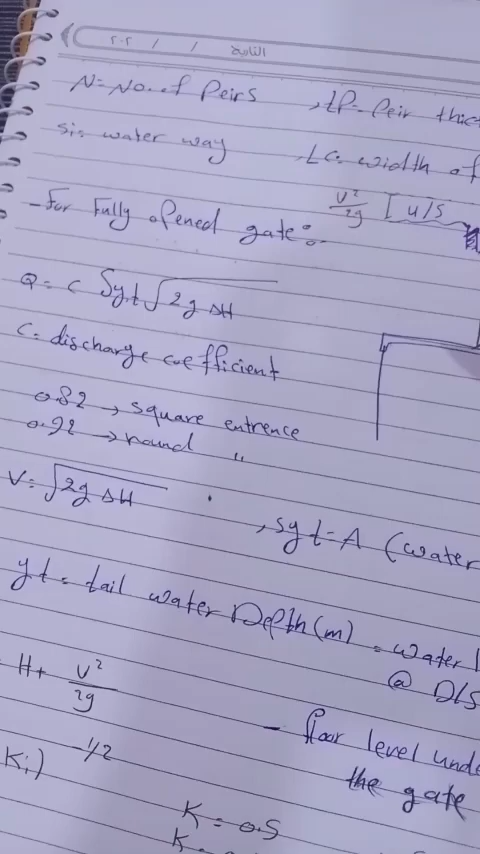 ٢٠٢ / / التاريخ
N = No. of Peirs , tP = Peir thic
S = water way , Lc = width of
V²/2g u/s
- For Fully opened gate :-
Q = C Syt √2g ΔH
C = discharge coefficient
0.82 → square entrence
0.92 → round "
V = √2g ΔH , Syt = A (water
yt = tail water Depth (m) = water l
@ D/S
= H + V²/2g
- floor level unde
the gate
Ki) -1/2
K = 0.5
K